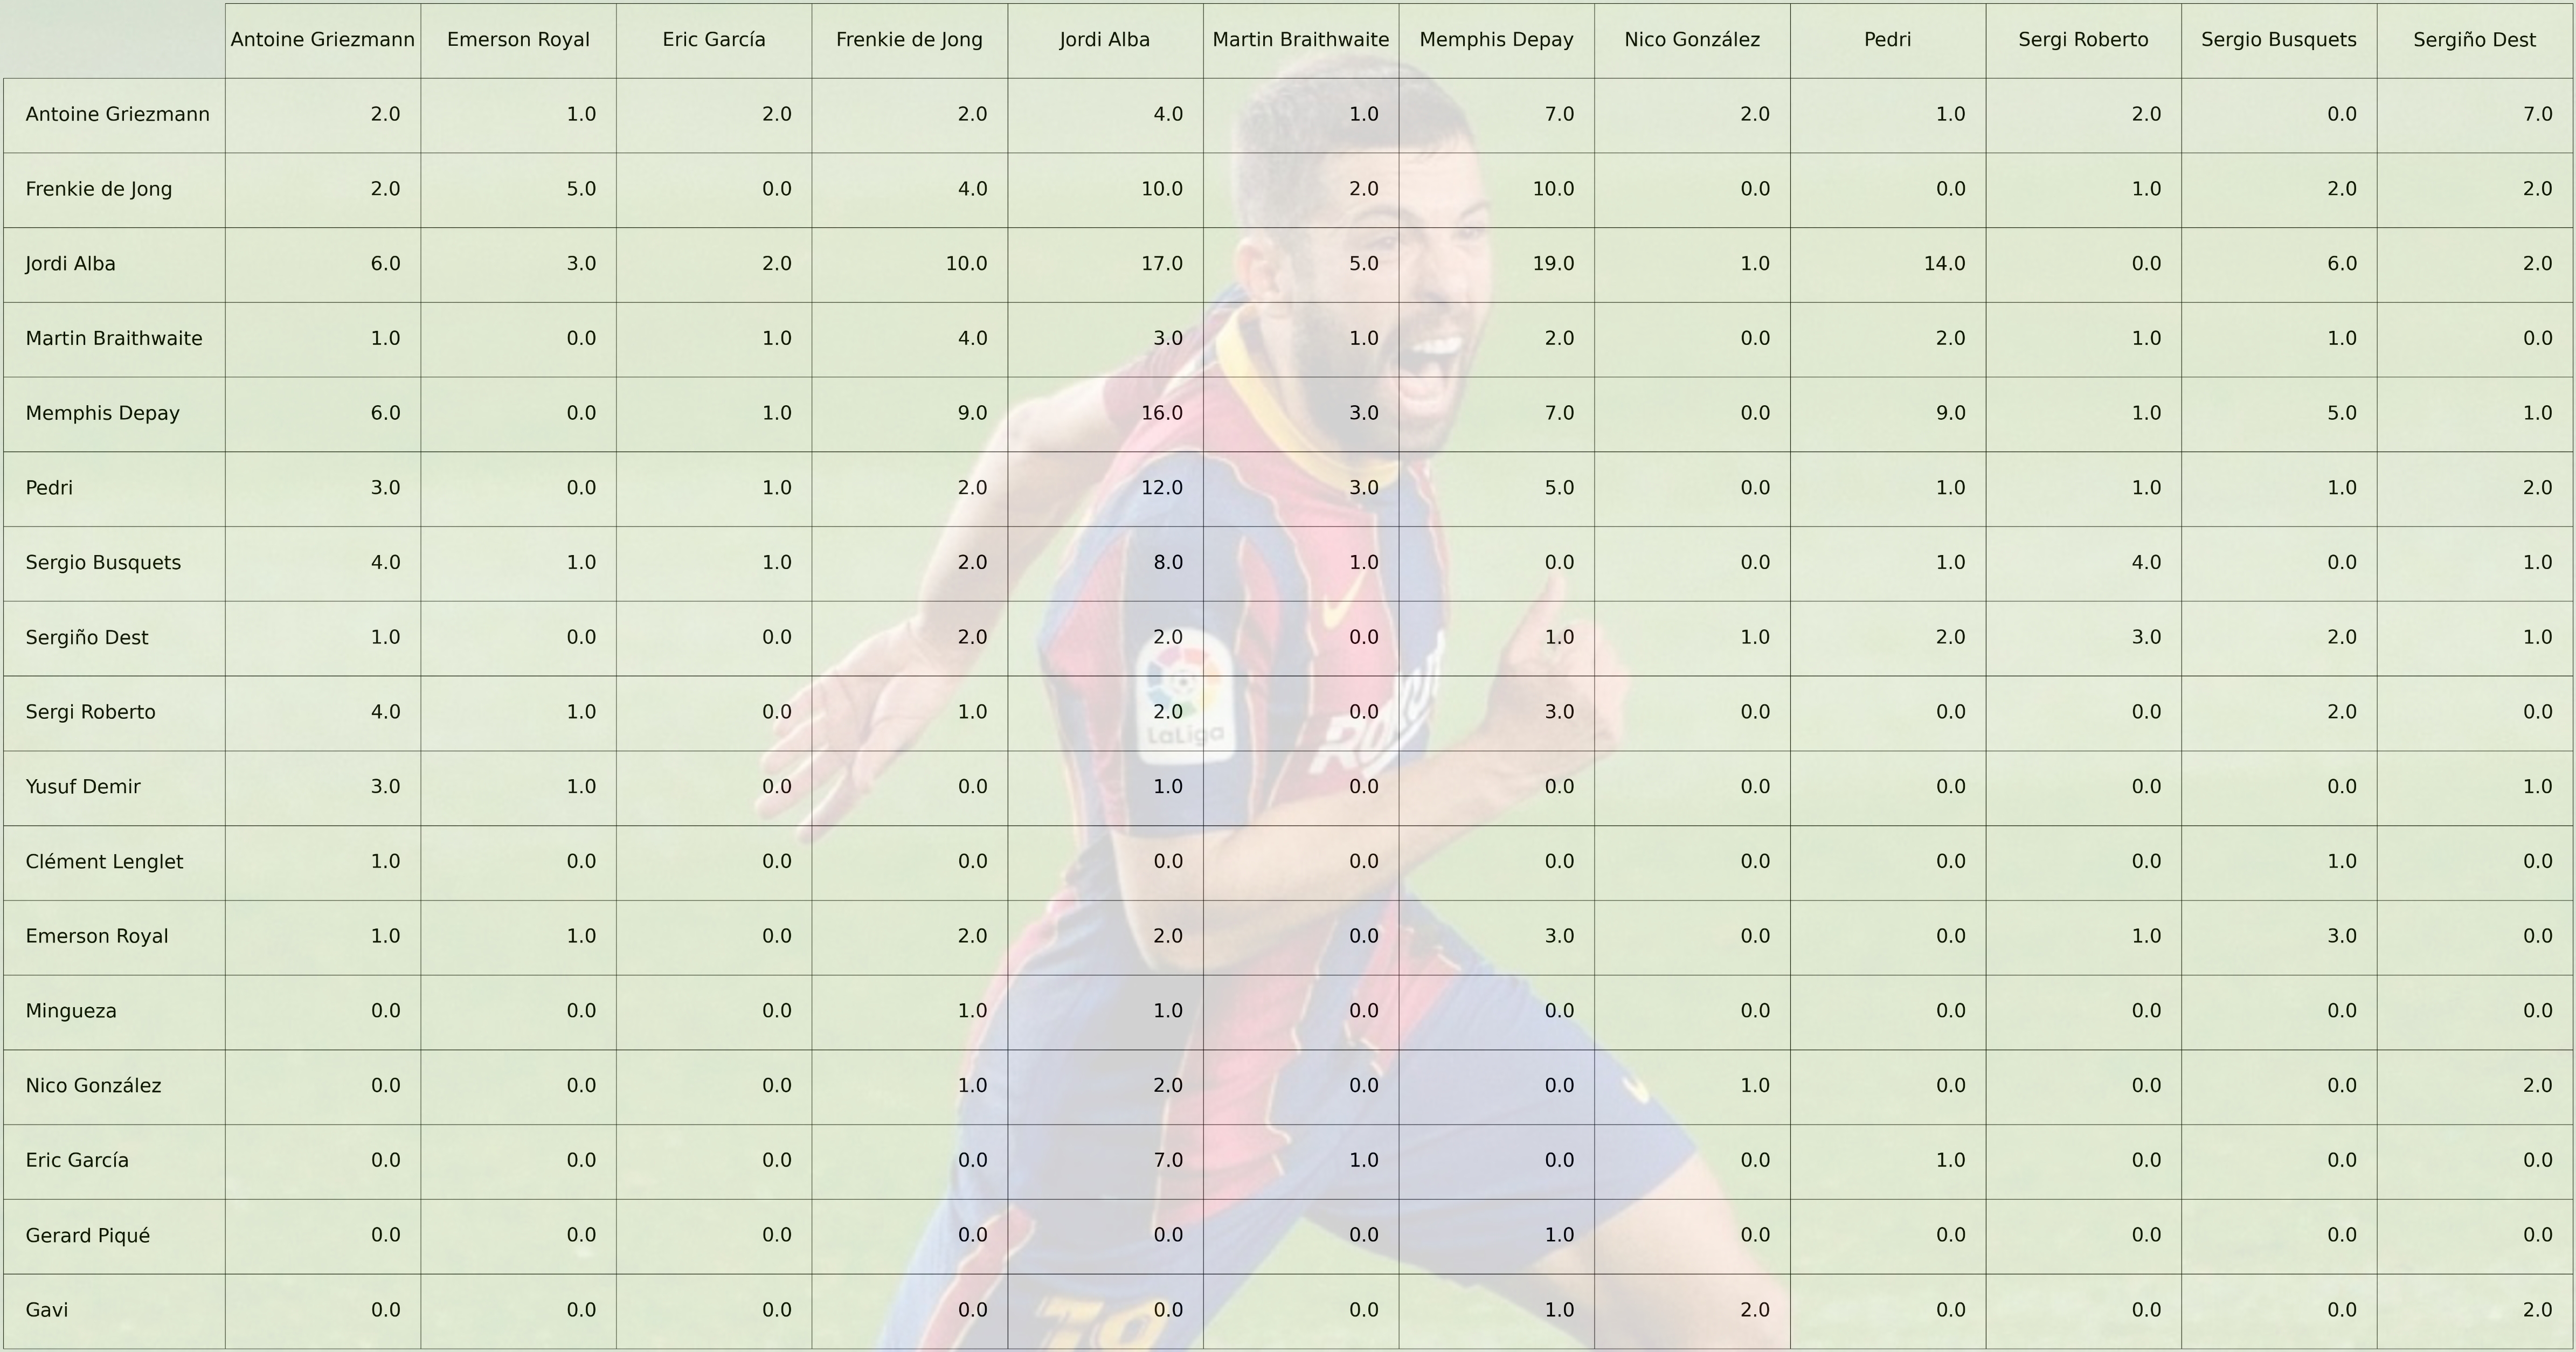 Antoine Griezmann Emerson Royal Eric García Frenkie de Jong Jordi Alba Martin Braithwaite Memphis Depay Nico González Pedri Sergi Roberto Sergio Busquets Sergiño Dest
Antoine Griezmann 2.0 1.0 2.0 2.0 4.0 1.0 7.0 2.0 1.0 2.0 0.0 7.0
Frenkie de Jong 2.0 5.0 0.0 4.0 10.0 2.0 10.0 0.0 0.0 1.0 2.0 2.0
Jordi Alba 6.0 3.0 2.0 10.0 17.0 5.0 19.0 1.0 14.0 0.0 6.0 2.0
Martin Braithwaite 1.0 0.0 1.0 4.0 3.0 1.0 2.0 0.0 2.0 1.0 1.0 0.0
Memphis Depay 6.0 0.0 1.0 9.0 16.0 3.0 7.0 0.0 9.0 1.0 5.0 1.0
Pedri 3.0 0.0 1.0 2.0 12.0 3.0 5.0 0.0 1.0 1.0 1.0 2.0
Sergio Busquets 4.0 1.0 1.0 2.0 8.0 1.0 0.0 0.0 1.0 4.0 0.0 1.0
Sergiño Dest 1.0 0.0 0.0 2.0 2.0 0.0 1.0 1.0 2.0 3.0 2.0 1.0
Sergi Roberto 4.0 1.0 0.0 1.0 2.0 0.0 3.0 0.0 0.0 0.0 2.0 0.0
LaLiga
Yusuf Demir 3.0 1.0 0.0 0.0 1.0 0.0 0.0 0.0 0.0 0.0 0.0 1.0
Clément Lenglet 1.0 0.0 0.0 0.0 0.0 0.0 0.0 0.0 0.0 0.0 1.0 0.0
Emerson Royal 1.0 1.0 0.0 2.0 2.0 0.0 3.0 0.0 0.0 1.0 3.0 0.0
Mingueza 0.0 0.0 0.0 1.0 1.0 0.0 0.0 0.0 0.0 0.0 0.0 0.0
Nico González 0.0 0.0 0.0 1.0 2.0 0.0 0.0 1.0 0.0 0.0 0.0 2.0
Eric García 0.0 0.0 0.0 0.0 7.0 1.0 0.0 0.0 1.0 0.0 0.0 0.0
Gerard Piqué 0.0 0.0 0.0 0.0 0.0 0.0 1.0 0.0 0.0 0.0 0.0 0.0
Gavi 0.0 0.0 0.0 0.0 0.0 0.0 1.0 2.0 0.0 0.0 0.0 2.0